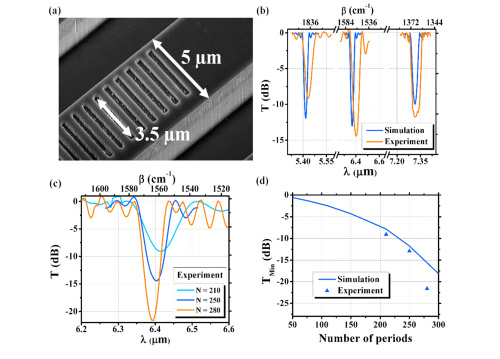 (a)
5 μm
3.5 μm
(b)
β (cm⁻¹)
1836 1584 1536 1372 1344
T (dB)
0
-5
-10
-15
Simulation
Experiment
5.40 5.55 6.4 6.6 7.20 7.35
λ (μm)
(c)
β (cm⁻¹)
1600 1580 1560 1540 1520
T (dB)
0
-5
-10
-15
-20
Experiment
N = 210
N = 250
N = 280
6.2 6.3 6.4 6.5 6.6
λ (μm)
(d)
T Min (dB)
0
-5
-10
-15
-20
-25
Simulation
Experiment
50 100 150 200 250 300
Number of periods